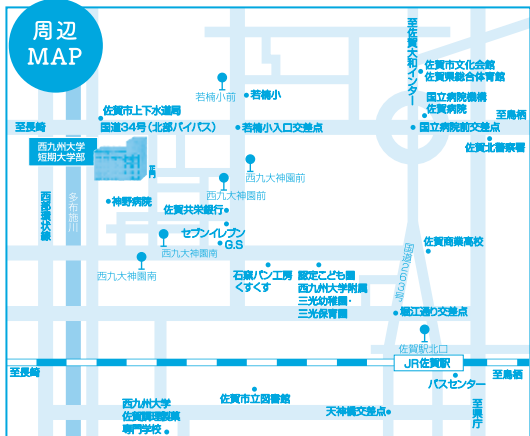 周辺
MAP
至佐賀大和インター
佐賀市文化会館
佐賀県総合体育館
若楠小前
若楠小
国立病院機構
佐賀病院
佐賀市上下水道局
至長崎
国道34号(北部バイパス)
若楠小入口交差点
国立病院前交差点
至鳥栖
佐賀北警察署
西九州大学
短期大学部
西門
西九大神園前
西九大神園前
西部環状線
多布施川
神野病院
佐賀共栄銀行
セブンイレブン
G.S
西九大神園南
西九大神園南
佐賀商業高校
国道263号
石窯パン工房
くすくす
認定こども園
西九州大学附属
三光幼稚園・
三光保育園
堀江通り交差点
佐賀駅北口
JR佐賀駅
至長崎
至鳥栖
バスセンター
佐賀市立図書館
西九州大学
佐賀調理製菓
専門学校
天神橋交差点
至県庁